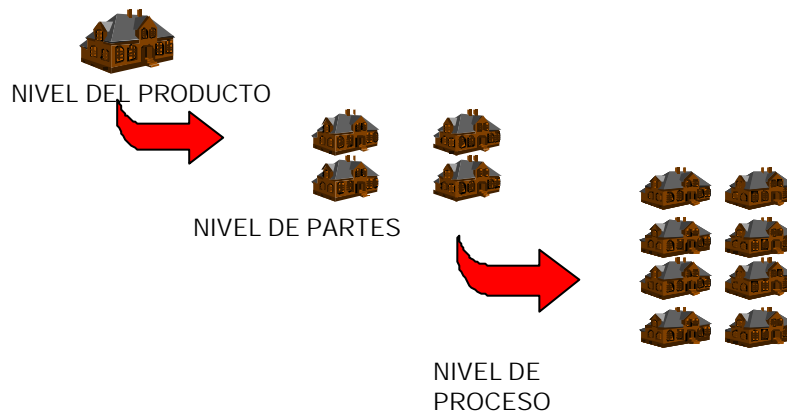 NIVEL DEL PRODUCTO
NIVEL DE PARTES
NIVEL DE
PROCESO